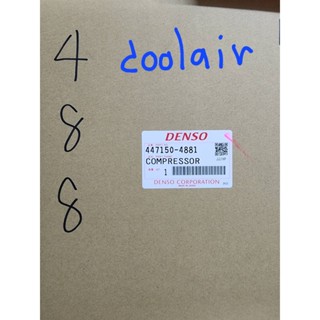 4 coolair
8
8
DENSO
447150-4881
COMPRESSOR
1
DENSO CORPORATION